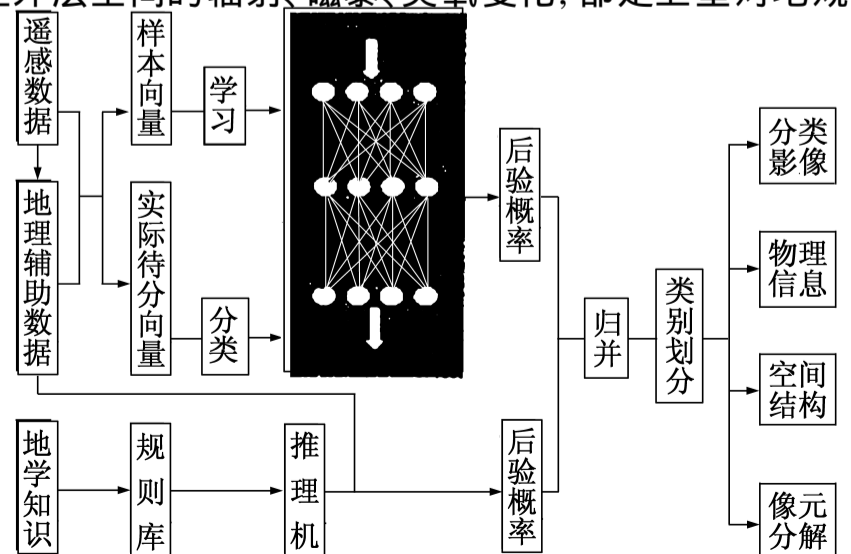 遥感数据
样本向量
学习
地理辅助数据
实际待分向量
分类
后验概率
归并
类别划分
分类
影像
物理
信息
空间
结构
像元
分解
地学知识
规则库
推理机
后验概率